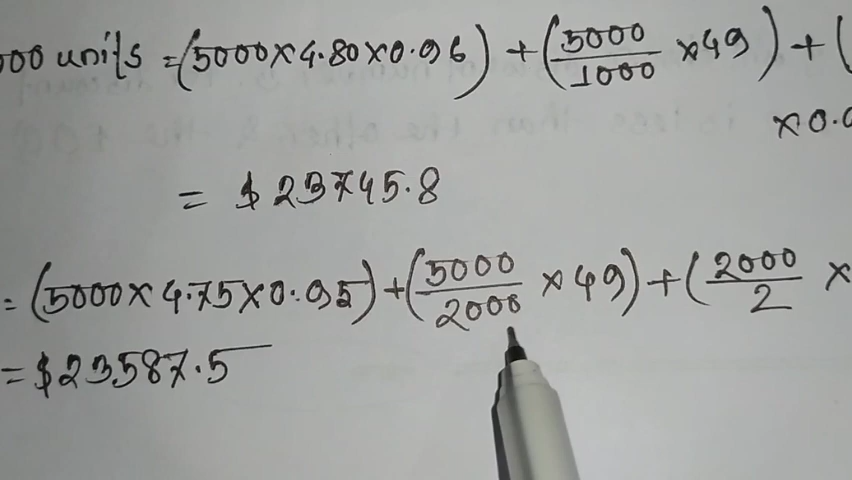 000 units = (5000×4.80×0.96) + (5000/1000 ×49) + (
×0.0
= $23745.8
= (5000×4.75×0.95) + (5000/2000 ×49) + (2000/2 ×
= $23587.5